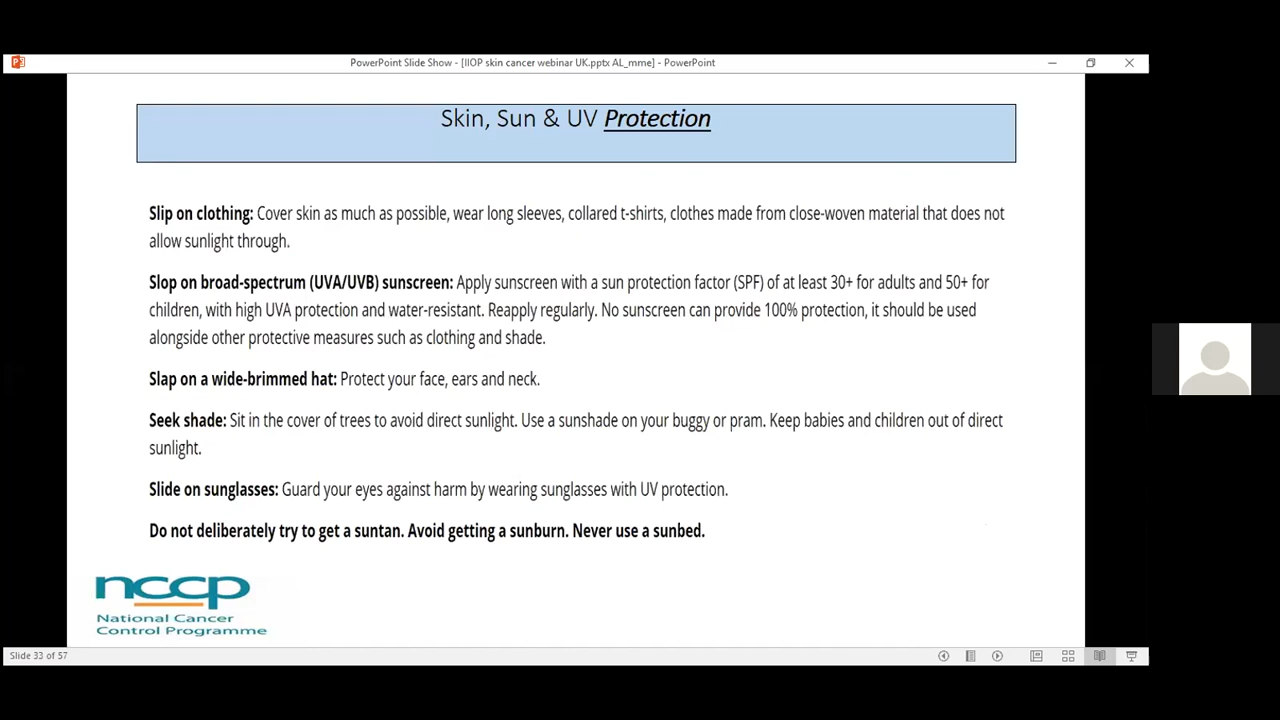 PowerPoint Slide Show - [IIOP skin cancer webinar UK.pptx AL_mme] - PowerPoint
Skin, Sun & UV Protection
Slip on clothing: Cover skin as much as possible, wear long sleeves, collared t-shirts, clothes made from close-woven material that does not
allow sunlight through.
Slop on broad-spectrum (UVA/UVB) sunscreen: Apply sunscreen with a sun protection factor (SPF) of at least 30+ for adults and 50+ for
children, with high UVA protection and water-resistant. Reapply regularly. No sunscreen can provide 100% protection, it should be used
alongside other protective measures such as clothing and shade.
Slap on a wide-brimmed hat: Protect your face, ears and neck.
Seek shade: Sit in the cover of trees to avoid direct sunlight. Use a sunshade on your buggy or pram. Keep babies and children out of direct
sunlight.
Slide on sunglasses: Guard your eyes against harm by wearing sunglasses with UV protection.
Do not deliberately try to get a suntan. Avoid getting a sunburn. Never use a sunbed.
nccp
National Cancer
Control Programme
Slide 33 of 57